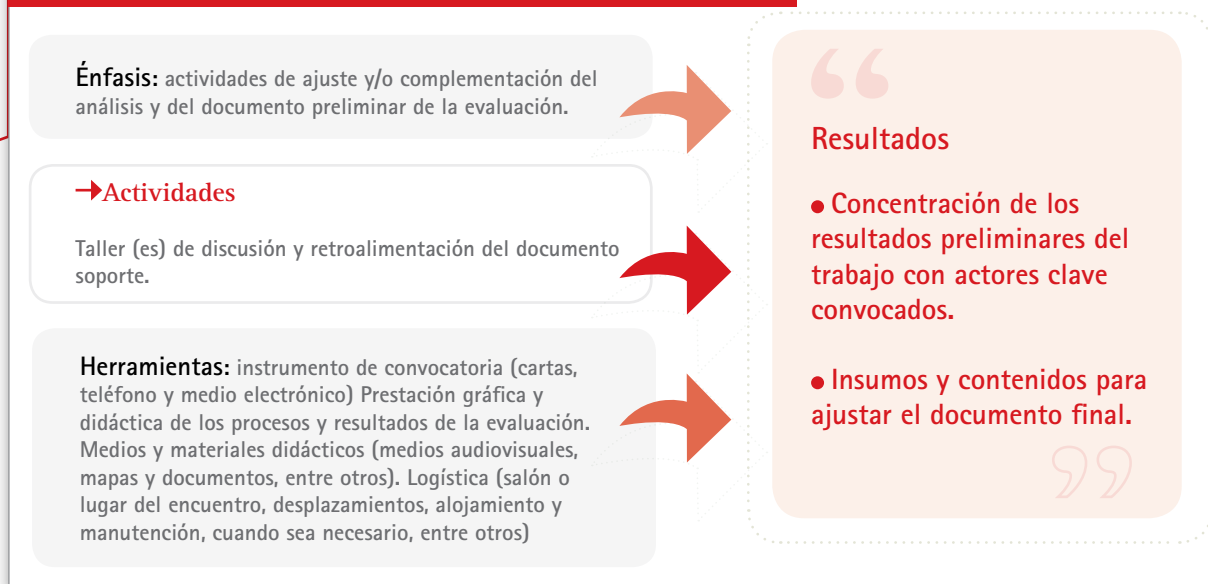 Énfasis: actividades de ajuste y/o complementación del
análisis y del documento preliminar de la evaluación.
Actividades
Taller (es) de discusión y retroalimentación del documento
soporte.
Herramientas: instrumento de convocatoria (cartas,
teléfono y medio electrónico) Prestación gráfica y
didáctica de los procesos y resultados de la evaluación.
Medios y materiales didácticos (medios audiovisuales,
mapas y documentos, entre otros). Logística (salón o
lugar del encuentro, desplazamientos, alojamiento y
manutención, cuando sea necesario, entre otros)
“
Resultados
● Concentración de los
resultados preliminares del
trabajo con actores clave
convocados.
● Insumos y contenidos para
ajustar el documento final.
”